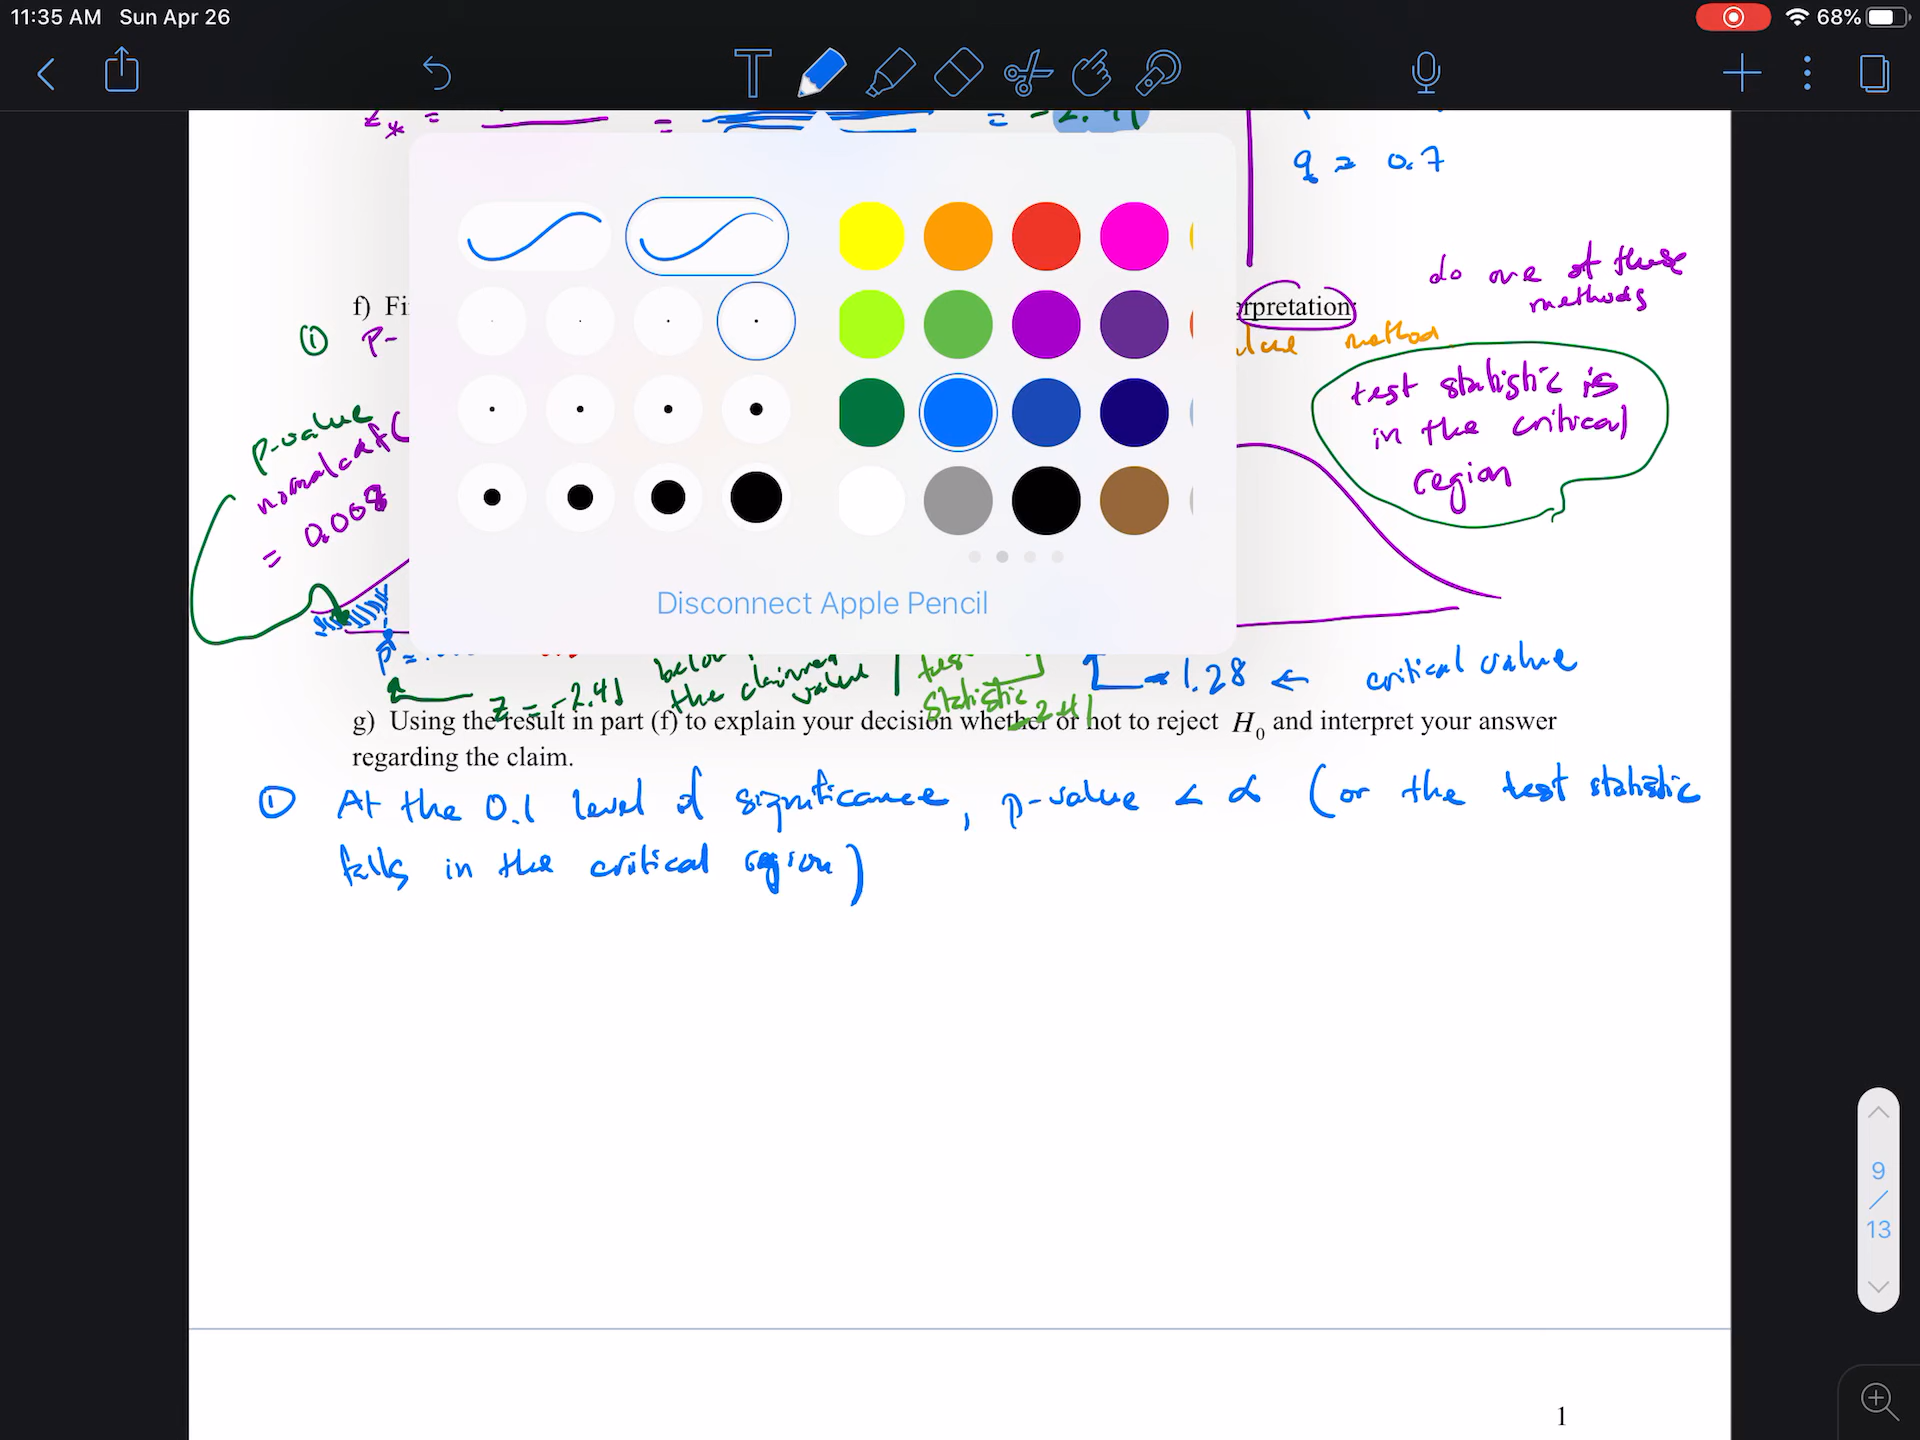 11:35 AM Sun Apr 26
68%
T
z* = = = -2.41
q = 0.7
do one of these
methods
f) Fi
rpretation:
① P-
method
test statistic is
in the critical
region
p-value
normalcdf(
= 0.008
Disconnect Apple Pencil
p̂ =
z = -2.41
below
the claimed
value
test
statistic
-2.41
-1.28 ← critical value
g) Using the result in part (f) to explain your decision whether or not to reject H₀ and interpret your answer
regarding the claim.
① At the 0.1 level of significance, p-value < α (or the test statistic
falls in the critical region)
9
/
13
1